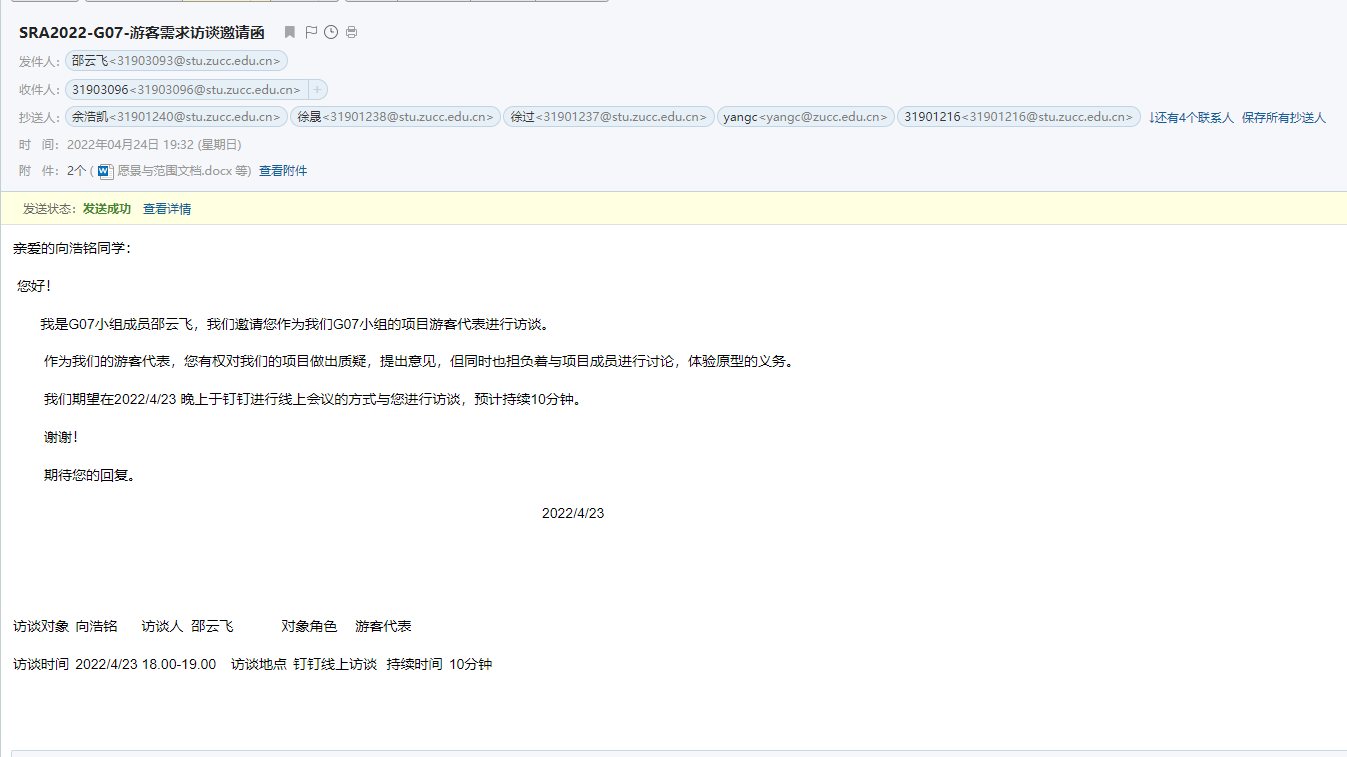 SRA2022-G07-游客需求访谈邀请函
发件人: 邵云飞<31903093@stu.zucc.edu.cn>
收件人: 31903096<31903096@stu.zucc.edu.cn> +
抄送人: 余浩凯<31901240@stu.zucc.edu.cn> 徐晟<31901238@stu.zucc.edu.cn> 徐过<31901237@stu.zucc.edu.cn> yangc<yangc@zucc.edu.cn> 31901216<31901216@stu.zucc.edu.cn> ↓还有4个联系人 保存所有抄送人
时 间: 2022年04月24日 19:32 (星期日)
附 件: 2个 ( 愿景与范围文档.docx 等) 查看附件
发送状态: 发送成功 查看详情
亲爱的向浩铭同学:
您好!
我是G07小组成员邵云飞，我们邀请您作为我们G07小组的项目游客代表进行访谈。
作为我们的游客代表，您有权对我们的项目做出质疑，提出意见，但同时也担负着与项目成员进行讨论，体验原型的义务。
我们期望在2022/4/23 晚上于钉钉进行线上会议的方式与您进行访谈，预计持续10分钟。
谢谢!
期待您的回复。
2022/4/23
访谈对象 向浩铭 访谈人 邵云飞 对象角色 游客代表
访谈时间 2022/4/23 18.00-19.00 访谈地点 钉钉线上访谈 持续时间 10分钟